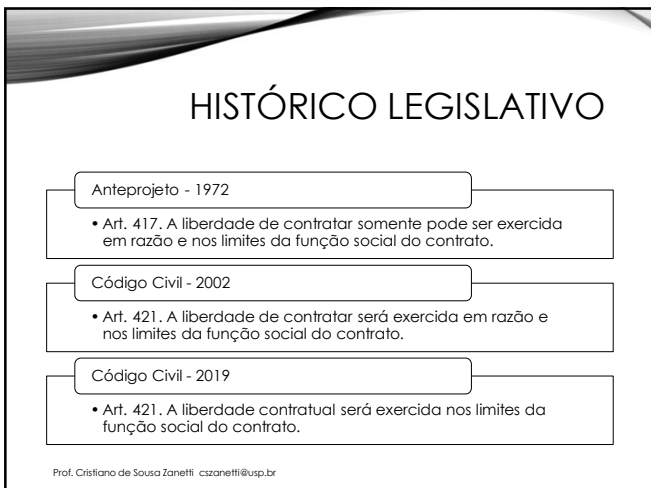 HISTÓRICO LEGISLATIVO
Anteprojeto - 1972
• Art. 417. A liberdade de contratar somente pode ser exercida
em razão e nos limites da função social do contrato.
Código Civil - 2002
• Art. 421. A liberdade de contratar será exercida em razão e
nos limites da função social do contrato.
Código Civil - 2019
• Art. 421. A liberdade contratual será exercida nos limites da
função social do contrato.
Prof. Cristiano de Sousa Zanetti cszanetti@usp.br